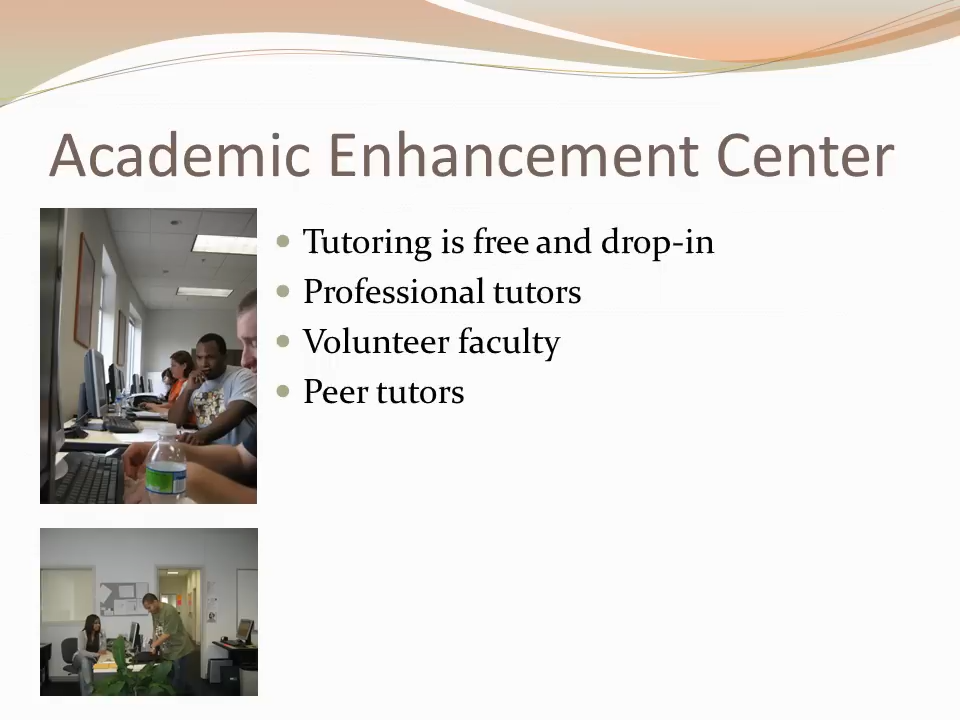 Academic Enhancement Center
Tutoring is free and drop-in
Professional tutors
Volunteer faculty
Peer tutors